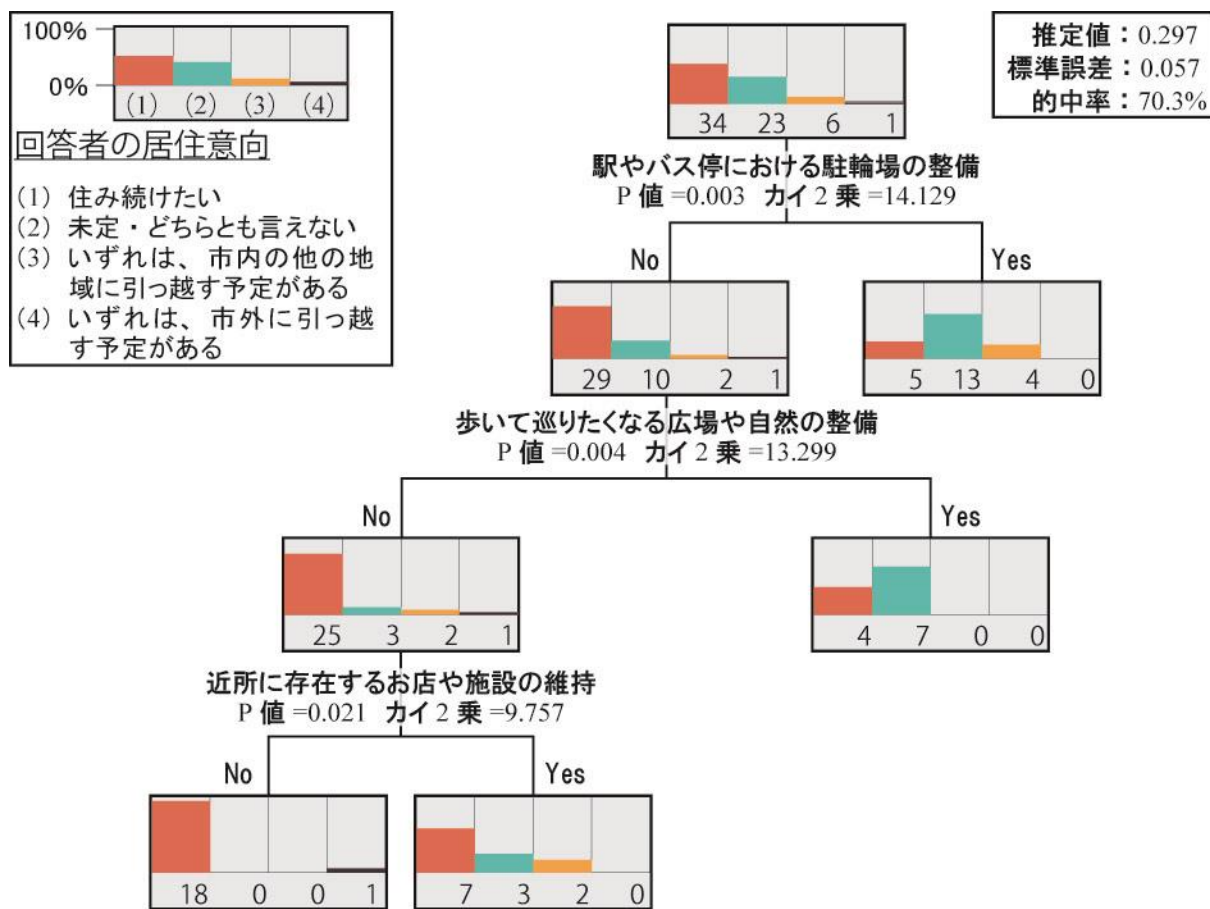 100%
0%
(1) (2) (3) (4)
回答者の居住意向
(1) 住み続けたい
(2) 未定・どちらとも言えない
(3) いずれは、市内の他の地
域に引っ越す予定がある
(4) いずれは、市外に引っ越
す予定がある
推定値：0.297
標準誤差：0.057
的中率：70.3%
34 23 6 1
駅やバス停における駐輪場の整備
P 値 =0.003 カイ 2 乗 =14.129
No
Yes
29 10 2 1
5 13 4 0
歩いて巡りたくなる広場や自然の整備
P 値 =0.004 カイ 2 乗 =13.299
No
Yes
25 3 2 1
4 7 0 0
近所に存在するお店や施設の維持
P 値 =0.021 カイ 2 乗 =9.757
No
Yes
18 0 0 1
7 3 2 0